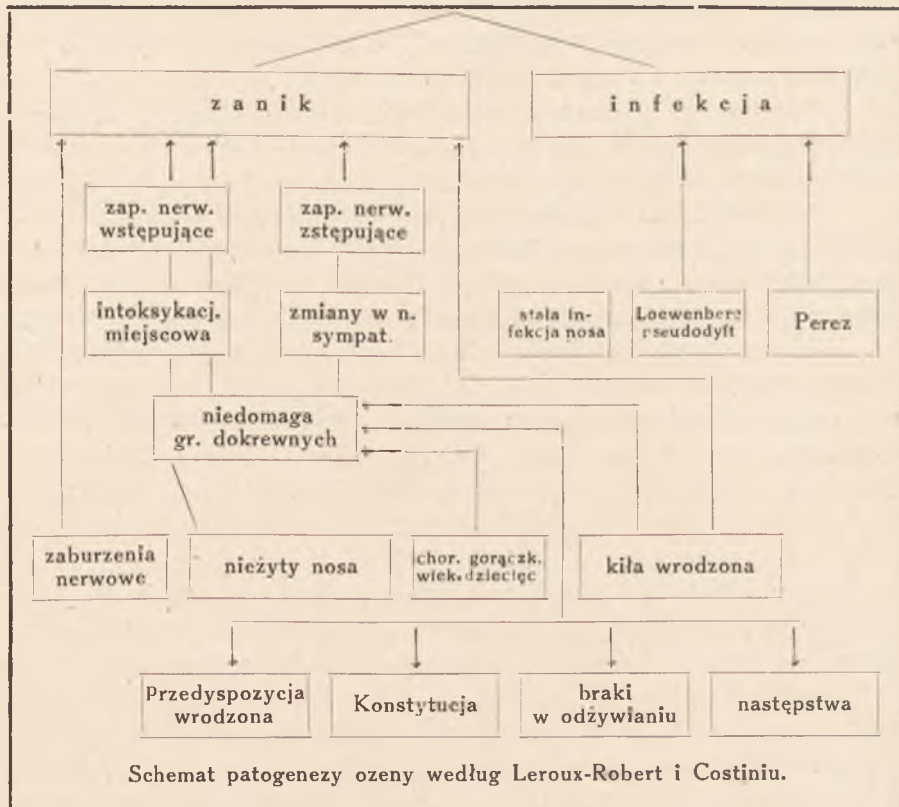 zanik
infekcja
zap. nerw.
wstępujące
zap. nerw.
zstępujące
intoksykacj.
miejscowa
zmiany w n.
sympat.
stała in-
fekcja nosa
Loewenberg
pseudodyft
Perez
niedomaga
gr. dokrewnych
zaburzenia
nerwowe
nieżyty nosa
chor. gorączk.
wiek.dziecięc
kiła wrodzona
Przedyspozycja
wrodzona
Konstytucja
braki
w odżywianiu
następstwa
Schemat patogenezy ozeny według Leroux-Robert i Costiniu.